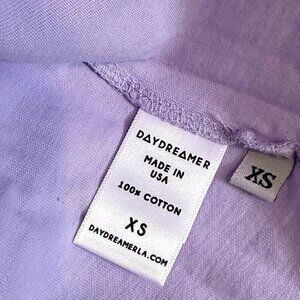 DAYDREAMER
MADE IN
USA
100% COTTON
XS
DAYDREAMERLA.COM
XS